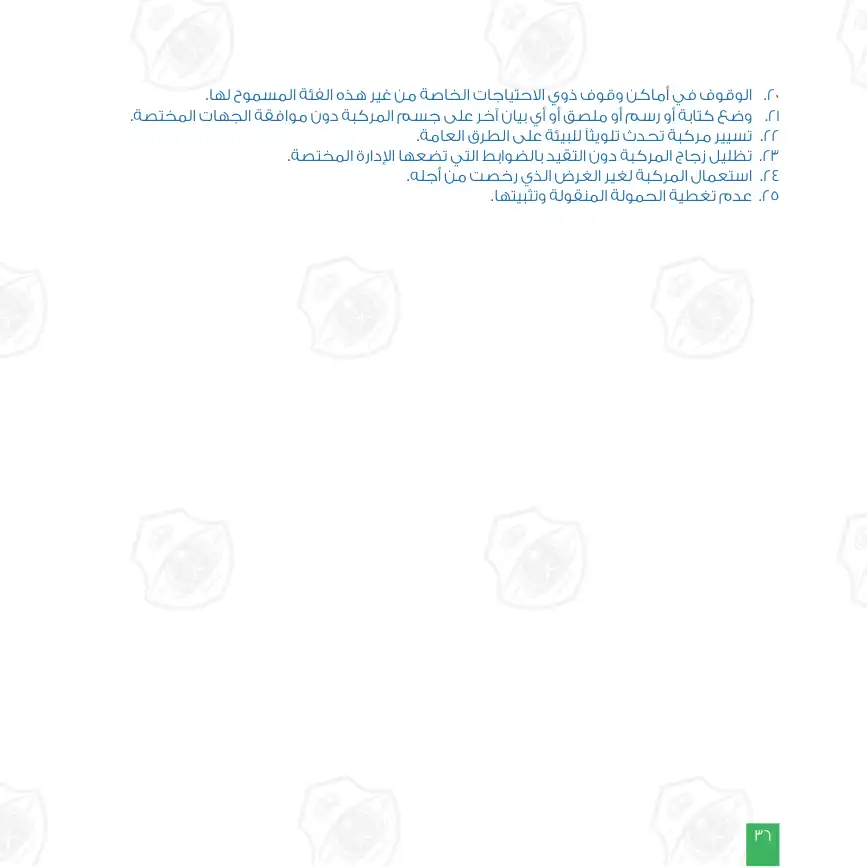 ٢٠. الوقوف في أماكن وقوف ذوي الاحتياجات الخاصة من غير هذه الفئة المسموح لها.
٢١. وضع كتابة أو رسم أو ملصق أو أي بيان آخر على جسم المركبة دون موافقة الجهات المختصة.
٢٢. تسيير مركبة تحدث تلويثاً للبيئة على الطرق العامة.
٢٣. تظليل زجاج المركبة دون التقيد بالضوابط التي تضعها الإدارة المختصة.
٢٤. استعمال المركبة لغير الغرض الذي رخصت من أجله.
٢٥. عدم تغطية الحمولة المنقولة وتثبيتها.
٣٦